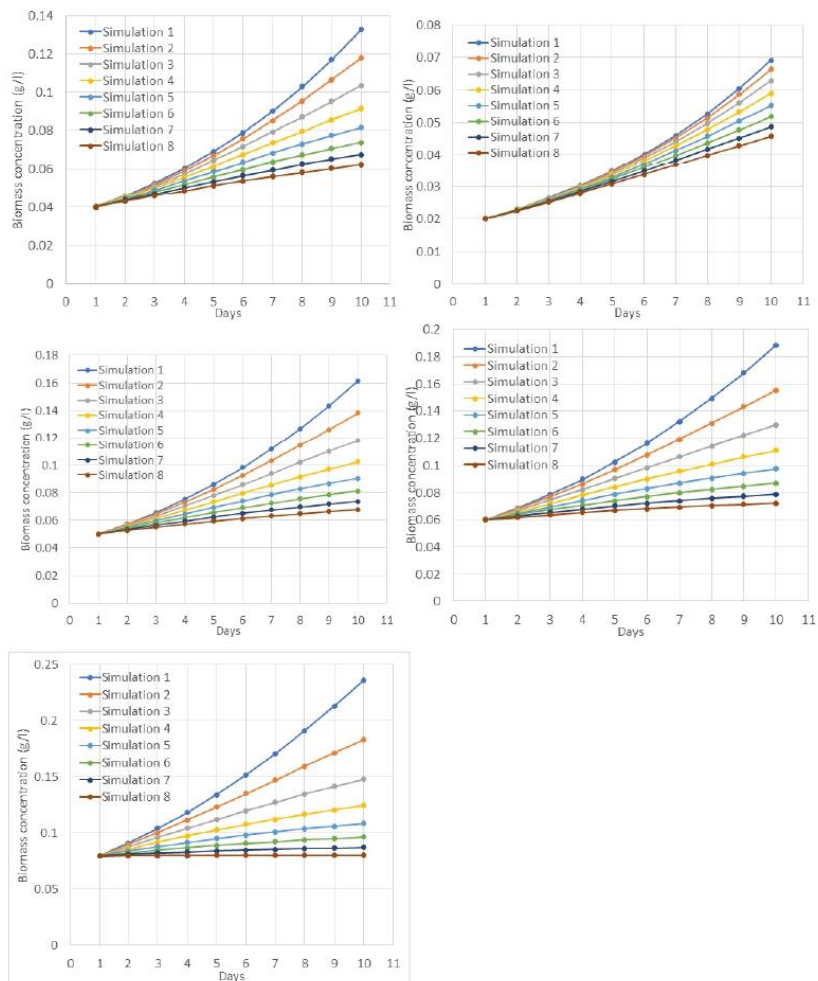 0.14
0.12
0.1
0.08
0.06
0.04
0.02
0
Biomass concentration (g/l)
Simulation 1
Simulation 2
Simulation 3
Simulation 4
Simulation 5
Simulation 6
Simulation 7
Simulation 8
0 1 2 3 4 5 6 7 8 9 10 11
Days
0.08
0.07
0.06
0.05
0.04
0.03
0.02
0.01
0
Biomass concentration (g/l)
Simulation 1
Simulation 2
Simulation 3
Simulation 4
Simulation 5
Simulation 6
Simulation 7
Simulation 8
0 1 2 3 4 5 6 7 8 9 10 11
Days
0.18
0.16
0.14
0.12
0.10
0.08
0.06
0.04
0.02
0
Biomass concentration (g/l)
Simulation 1
Simulation 2
Simulation 3
Simulation 4
Simulation 5
Simulation 6
Simulation 7
Simulation 8
0 1 2 3 4 5 6 7 8 9 10 11
Days
0.2
0.18
0.16
0.14
0.12
0.1
0.08
0.06
0.04
0.02
0
Biomass concentration (g/l)
Simulation 1
Simulation 2
Simulation 3
Simulation 4
Simulation 5
Simulation 6
Simulation 7
Simulation 8
0 1 2 3 4 5 6 7 8 9 10 11
Days
0.25
0.2
0.15
0.1
0.05
0
Biomass concentration (g/l)
Simulation 1
Simulation 2
Simulation 3
Simulation 4
Simulation 5
Simulation 6
Simulation 7
Simulation 8
0 1 2 3 4 5 6 7 8 9 10 11
Days